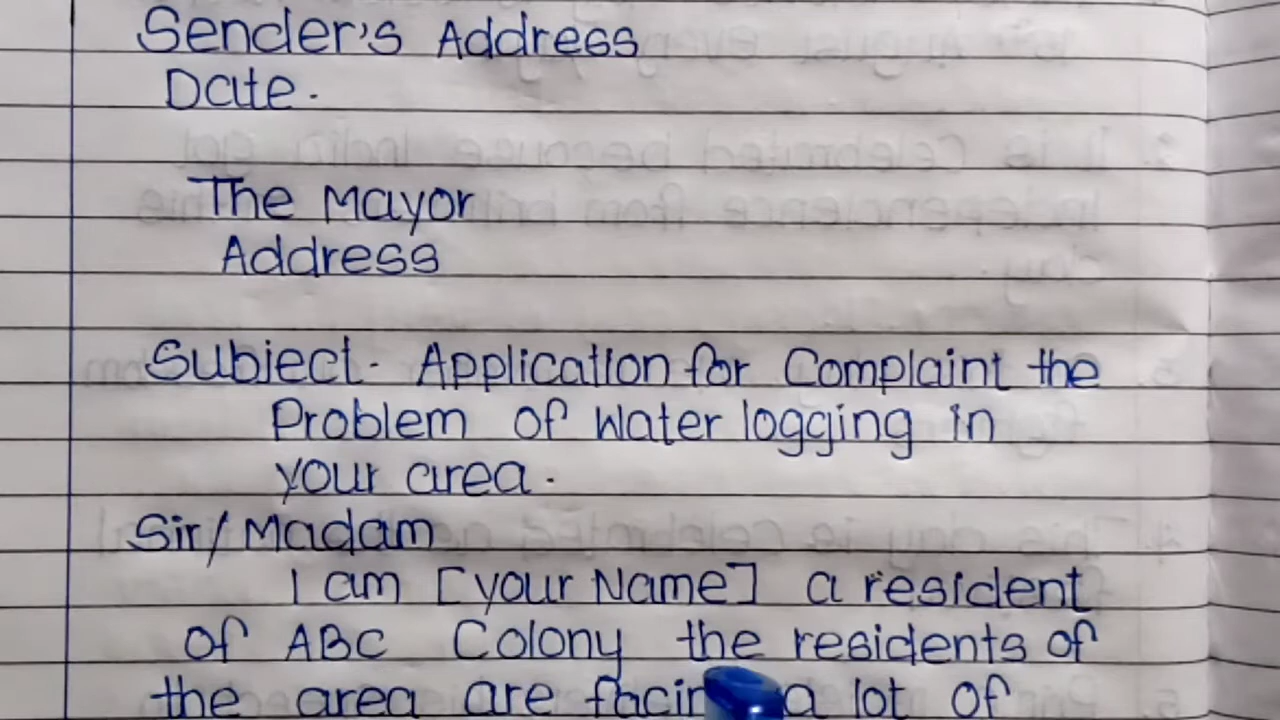 Sender's Address
Date.
The Mayor
Address
Subject. Application for Complaint the
Problem of Water logging in
your area.
Sir/Madam
I am [your Name] a resident
of ABC Colony the residents of
the area are a lot of